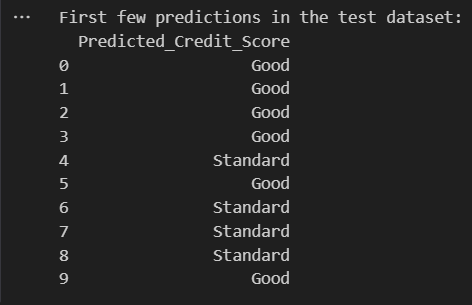 ... First few predictions in the test dataset:
Predicted_Credit_Score
0 Good
1 Good
2 Good
3 Good
4 Standard
5 Good
6 Standard
7 Standard
8 Standard
9 Good